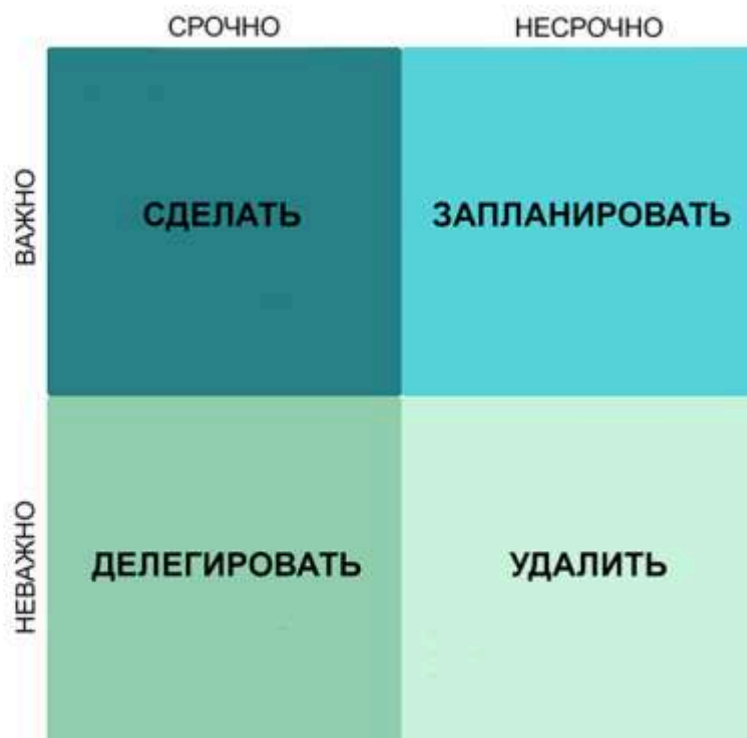 СРОЧНО НЕСРОЧНО
ВАЖНО
СДЕЛАТЬ ЗАПЛАНИРОВАТЬ
НЕВАЖНО
ДЕЛЕГИРОВАТЬ УДАЛИТЬ